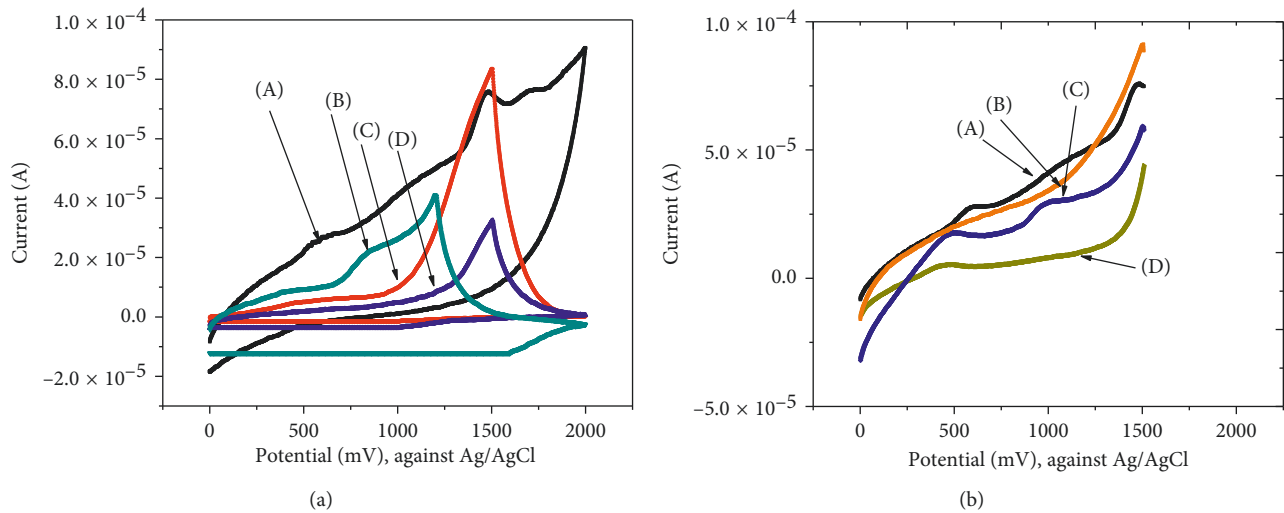 1.0 × 10⁻⁴
8.0 × 10⁻⁵
6.0 × 10⁻⁵
4.0 × 10⁻⁵
2.0 × 10⁻⁵
0.0
–2.0 × 10⁻⁵
Current (A)
(A)
(B)
(C)
(D)
0 500 1000 1500 2000
Potential (mV), against Ag/AgCl
(a)
1.0 × 10⁻⁴
5.0 × 10⁻⁵
0.0
–5.0 × 10⁻⁵
Current (A)
(A)
(B)
(C)
(D)
0 500 1000 1500 2000
Potential (mV), against Ag/AgCl
(b)